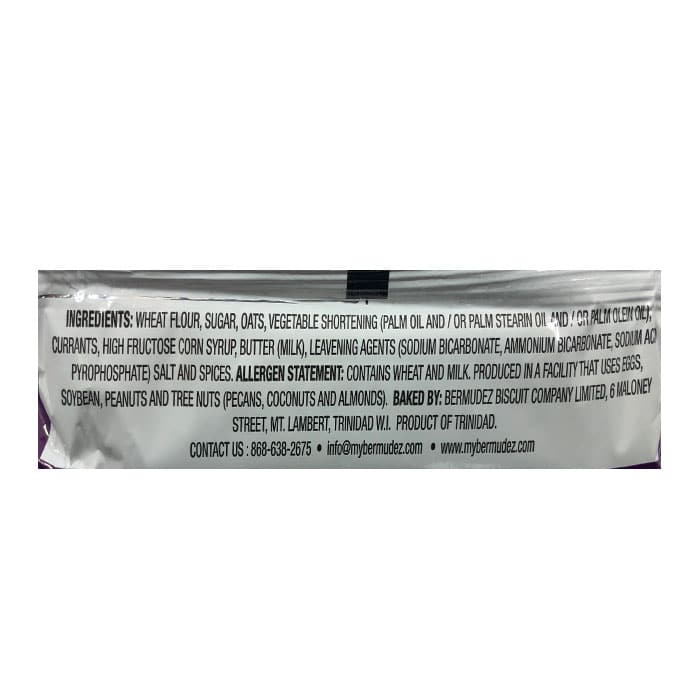 INGREDIENTS: WHEAT FLOUR, SUGAR, OATS, VEGETABLE SHORTENING (PALM OIL AND / OR PALM STEARIN OIL AND / OR PALM OLEIN OIL),
CURRANTS, HIGH FRUCTOSE CORN SYRUP, BUTTER (MILK), LEAVENING AGENTS (SODIUM BICARBONATE, AMMONIUM BICARBONATE, SODIUM ACI
PYROPHOSPHATE) SALT AND SPICES. ALLERGEN STATEMENT: CONTAINS WHEAT AND MILK. PRODUCED IN A FACILITY THAT USES EGGS,
SOYBEAN, PEANUTS AND TREE NUTS (PECANS, COCONUTS AND ALMONDS). BAKED BY: BERMUDEZ BISCUIT COMPANY LIMITED, 6 MALONEY
STREET, MT. LAMBERT, TRINIDAD W.I. PRODUCT OF TRINIDAD.
CONTACT US : 868-638-2675 • info@mybermudez.com • www.mybermudez.com